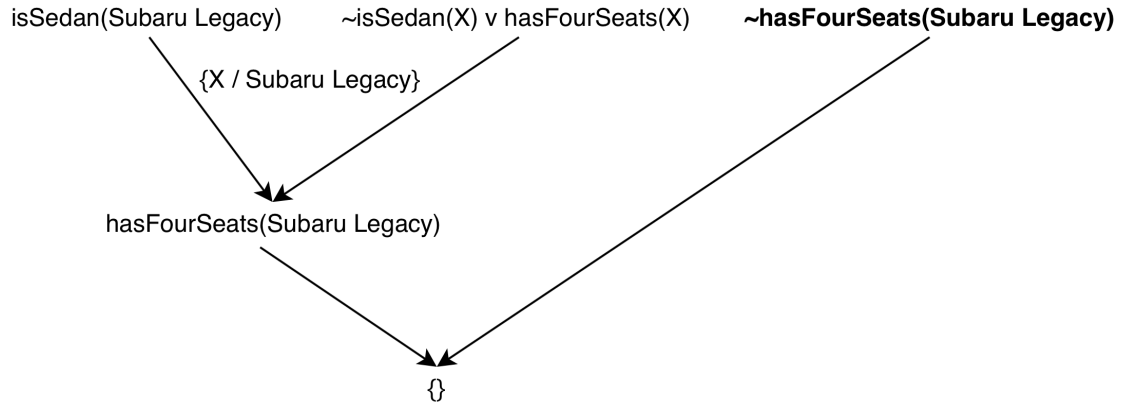 isSedan(Subaru Legacy)
~isSedan(X) v hasFourSeats(X)
~hasFourSeats(Subaru Legacy)
{X / Subaru Legacy}
hasFourSeats(Subaru Legacy)
{}